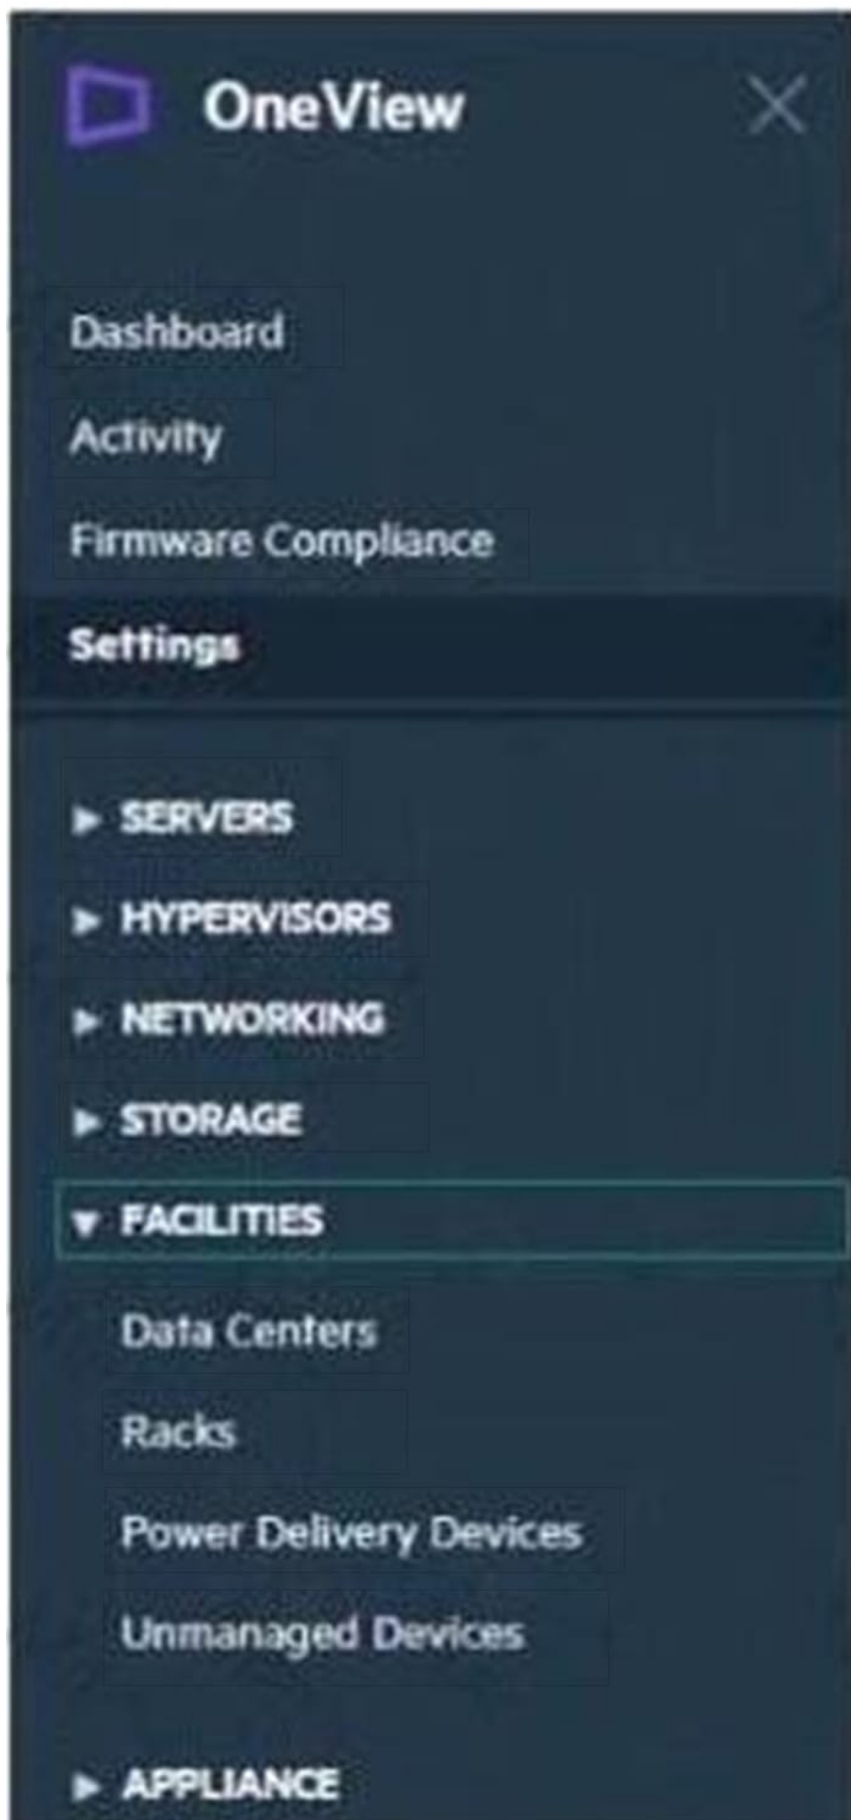 OneView
Dashboard
Activity
Firmware Compliance
Settings
SERVERS
HYPERVISORS
NETWORKING
STORAGE
FACILITIES
Data Centers
Racks
Power Delivery Devices
Unmanaged Devices
APPLIANCE